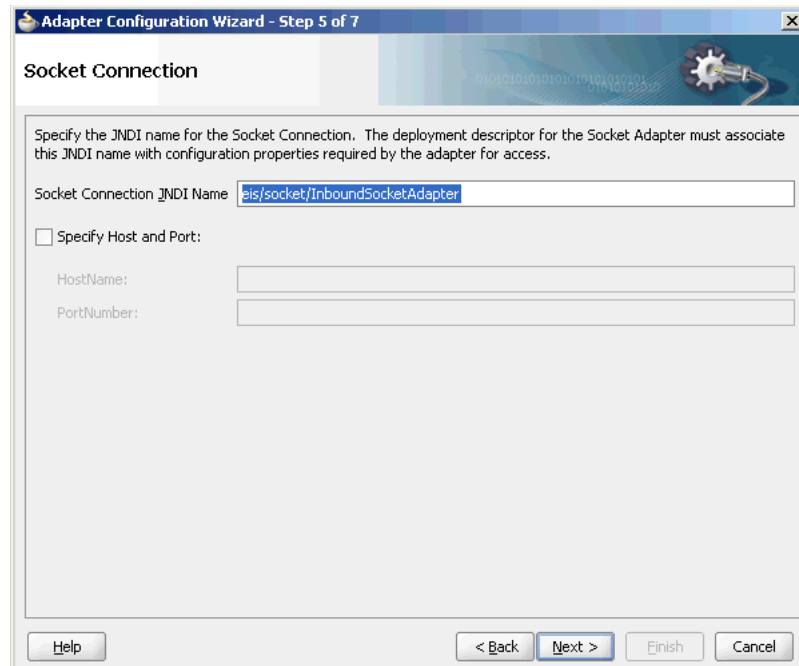 Adapter Configuration Wizard - Step 5 of 7
Socket Connection
0101010101010101010101010101
01010101010
Specify the JNDI name for the Socket Connection. The deployment descriptor for the Socket Adapter must associate
this JNDI name with configuration properties required by the adapter for access.
Socket Connection JNDI Name eis/socket/InboundSocketAdapter
Specify Host and Port:
HostName:
PortNumber:
Help < Back Next > Finish Cancel